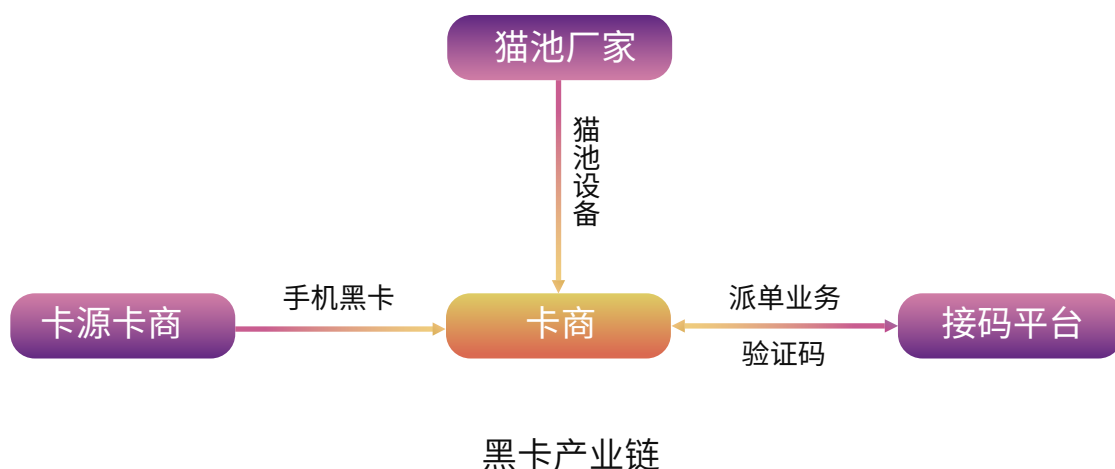 猫池厂家
猫池设备
卡源卡商
手机黑卡
卡商
派单业务
验证码
接码平台
黑卡产业链